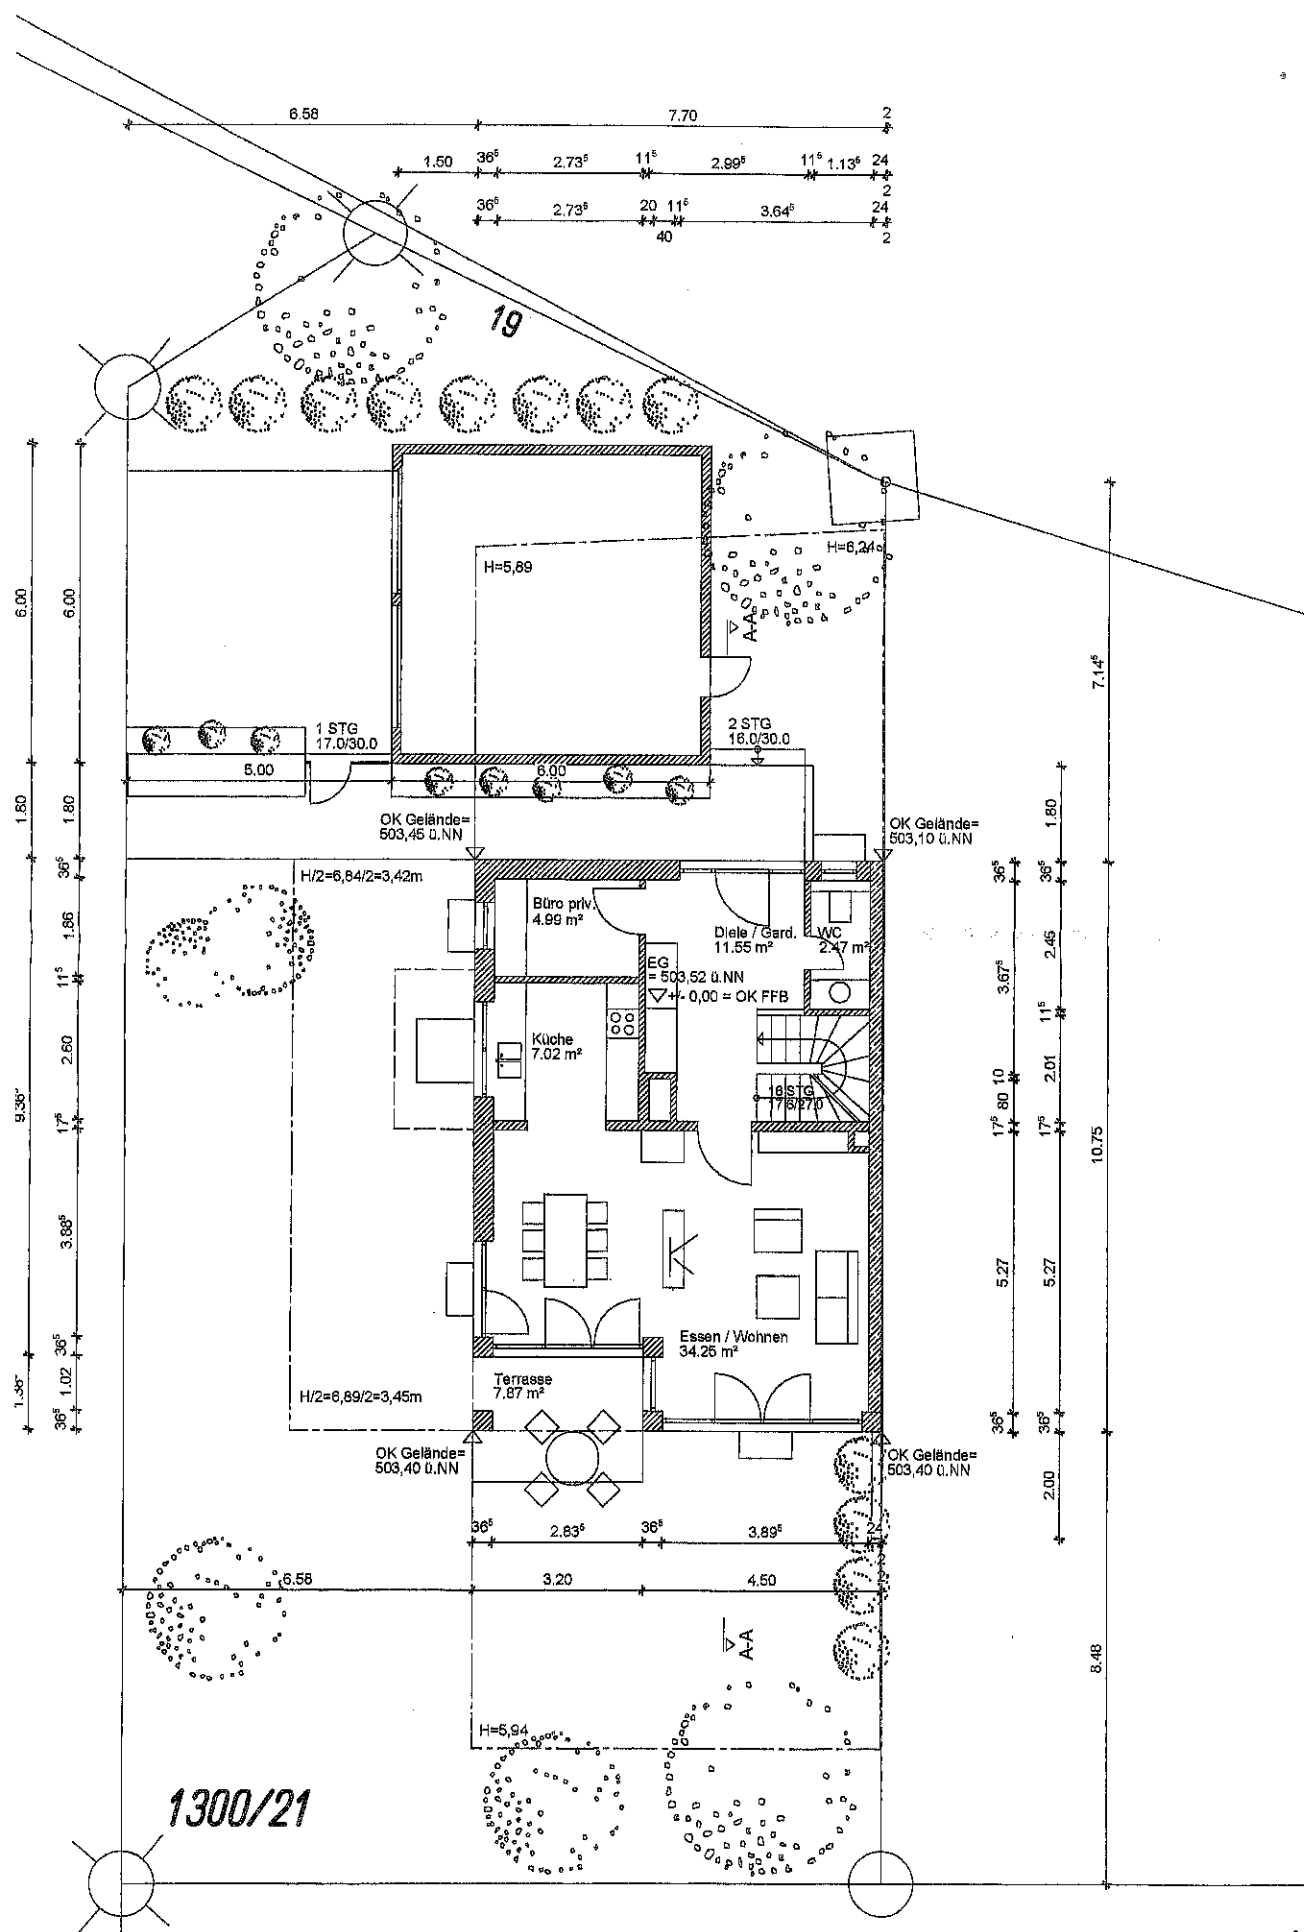 6.58
7.70
2
1.50
36⁵
2.73⁵
11⁵
2.99⁵
11⁵
1.13⁵
24
2
36⁵
2.73⁵
20
11⁵
3.64⁵
24
40
2
19
H=5,89
H=6,24
A-A
6.00
6.00
7.14⁵
1 STG
17.0/30.0
2 STG
16.0/30.0
5.00
6.00
1.80
1.80
1.80
OK Gelände=
503,45 ü.NN
OK Gelände=
503,10 ü.NN
36⁵
H/2=6,84/2=3,42m
36⁵
36⁵
Büro priv.
4.99 m²
Diele / Gard.
11.55 m²
WC
2.47 m²
1.86
2.45
EG
= 503,52 ü.NN
+/- 0,00 = OK FFB
11⁵
3.67⁵
11⁵
Küche
7.02 m²
2.60
2.01
16 STG
17.6/27.0
10
80
9.36⁵
17⁵
17⁵
17⁵
10.75
3.88⁵
5.27
5.27
Essen / Wohnen
34.25 m²
36⁵
Terrasse
7.87 m²
1.38⁵
1.02
H/2=6,89/2=3,45m
36⁵
36⁵
36⁵
OK Gelände=
503,40 ü.NN
OK Gelände=
503,40 ü.NN
2.00
36⁵
2.83⁵
36⁵
3.89⁵
24
2
6.58
3.20
4.50
2
A-A
8.48
H=5,94
1300/21